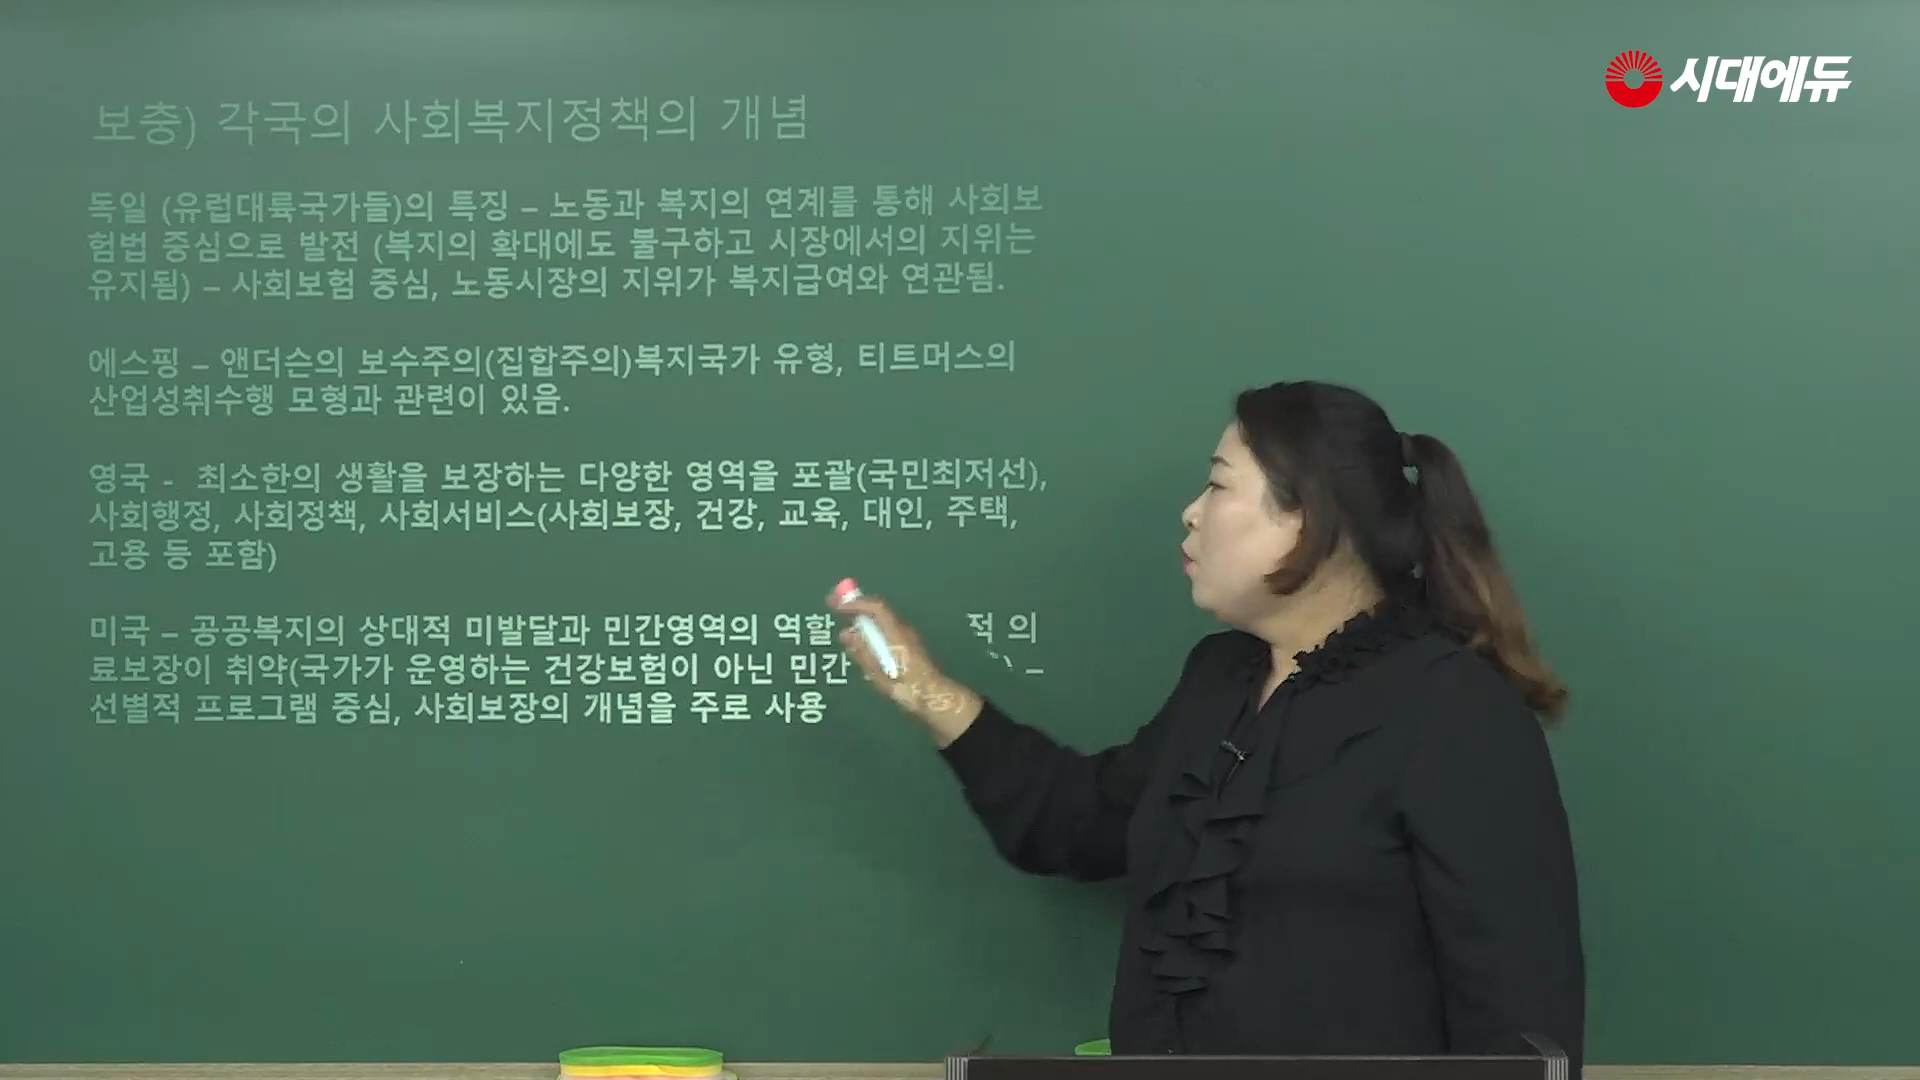 시대에듀
보충) 각국의 사회복지정책의 개념
독일 (유럽대륙국가들)의 특징 – 노동과 복지의 연계를 통해 사회보
험법 중심으로 발전 (복지의 확대에도 불구하고 시장에서의 지위는
유지됨) – 사회보험 중심, 노동시장의 지위가 복지급여와 연관됨.
에스핑 – 앤더슨의 보수주의(집합주의)복지국가 유형, 티트머스의
산업성취수행 모형과 관련이 있음.
영국 - 최소한의 생활을 보장하는 다양한 영역을 포괄(국민최저선),
사회행정, 사회정책, 사회서비스(사회보장, 건강, 교육, 대인, 주택,
고용 등 포함)
미국 – 공공복지의 상대적 미발달과 민간영역의 역할 적 의
료보장이 취약(국가가 운영하는 건강보험이 아닌 민간 ) –
선별적 프로그램 중심, 사회보장의 개념을 주로 사용